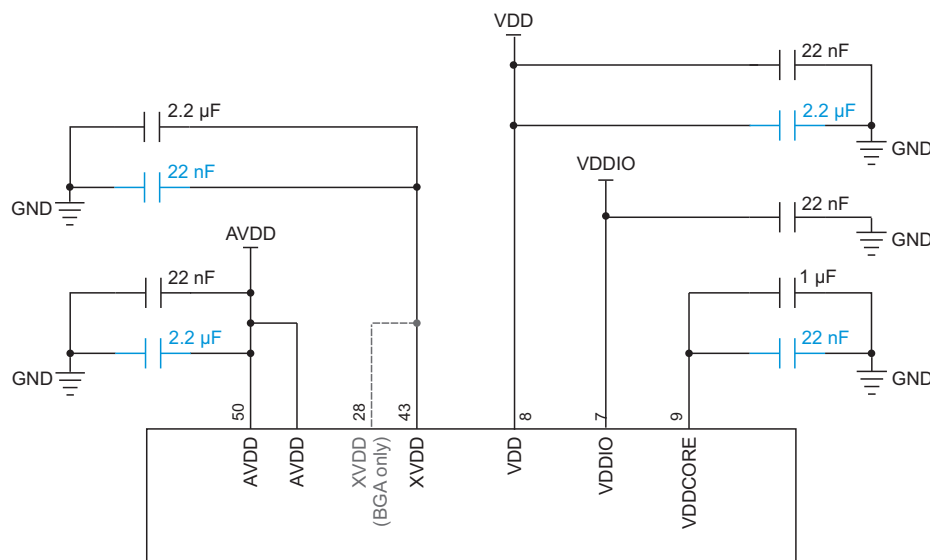 VDD
22 nF
2.2 µF
2.2 µF
GND
VDDIO
22 nF
GND
22 nF
GND
AVDD
22 nF
1 µF
2.2 µF
22 nF
GND
GND
50
28
43
8
7
9
AVDD
AVDD
XVDD
(BGA only)
XVDD
VDD
VDDIO
VDDCORE